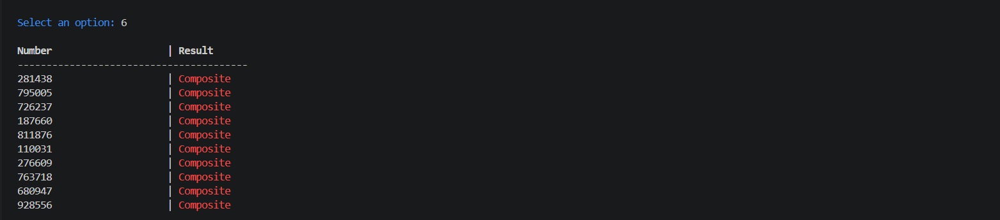 Select an option: 6
Number | Result
----------------------------------------
281438 | Composite
795005 | Composite
726237 | Composite
187660 | Composite
811876 | Composite
110031 | Composite
276609 | Composite
763718 | Composite
680947 | Composite
928556 | Composite